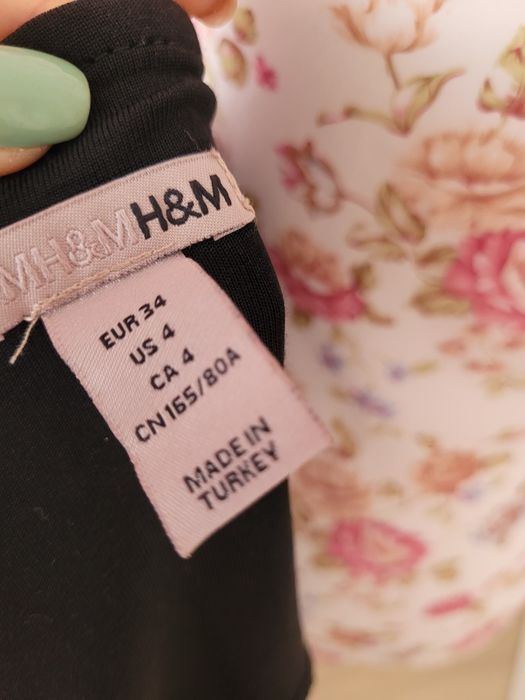 MH&MH&M
EUR 34
US 4
CA 4
CN 165/80A
MADE IN
TURKEY